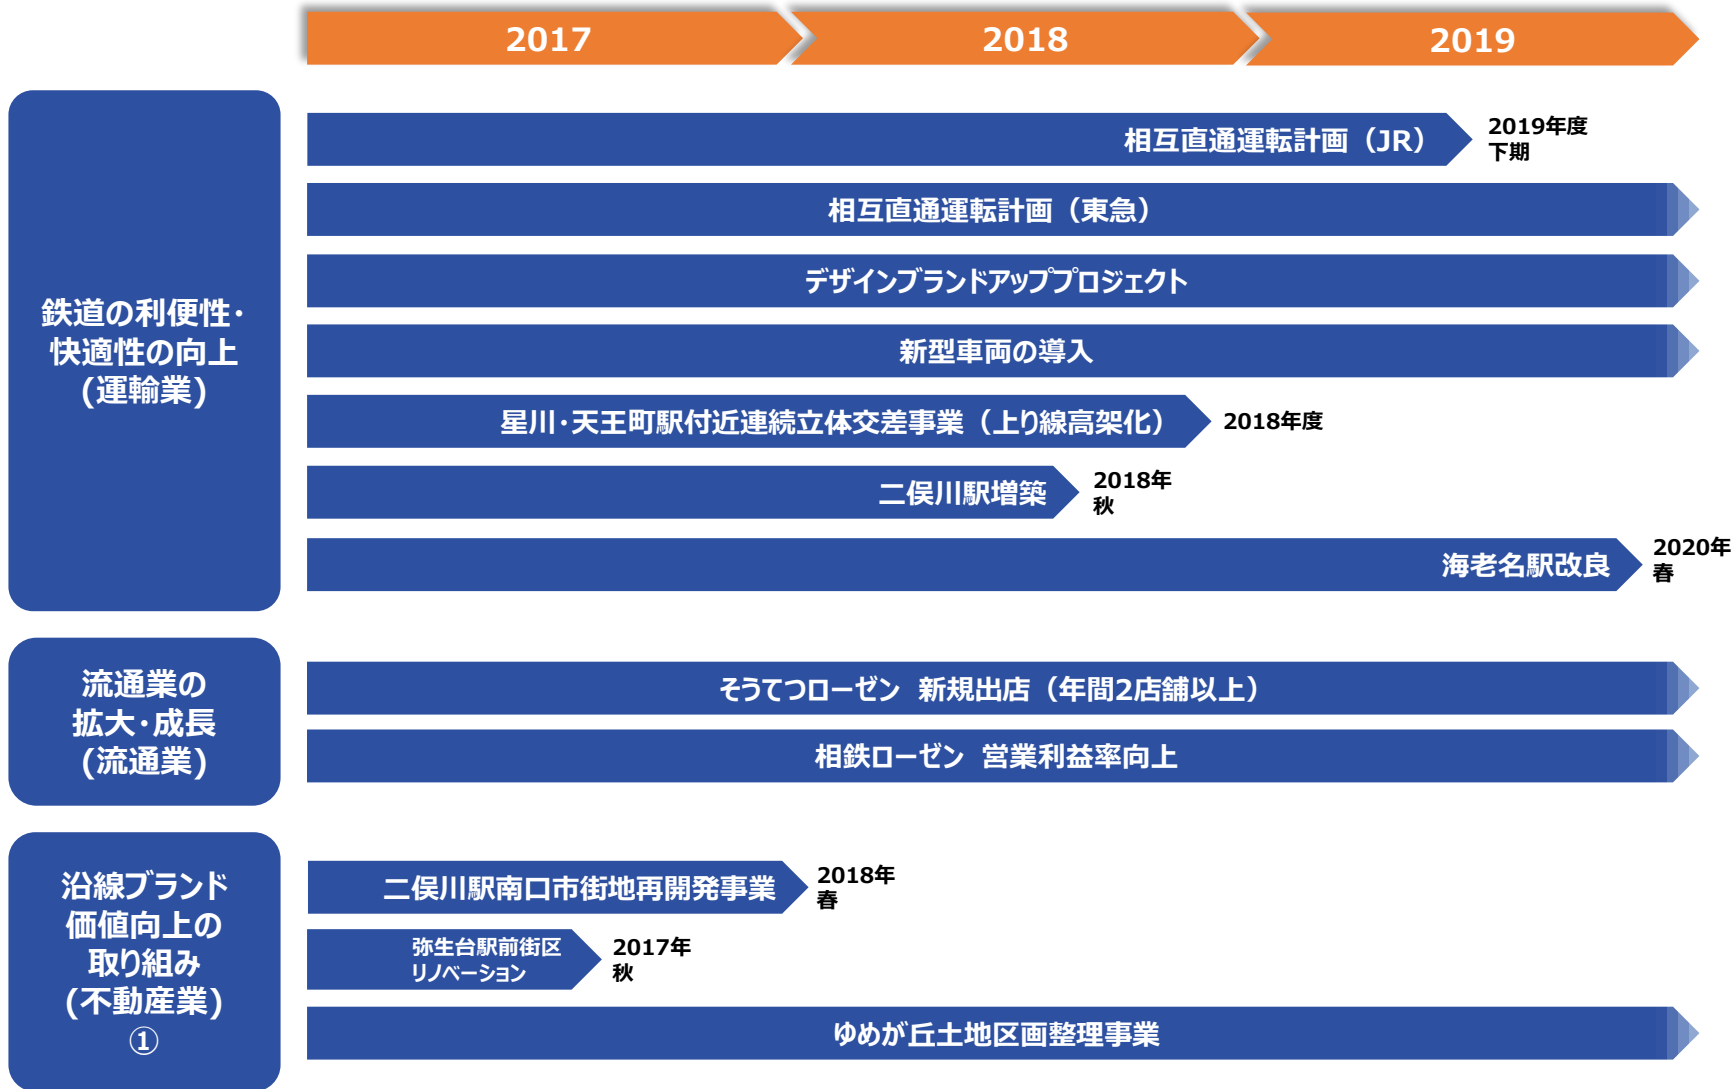 2017
2018
2019
鉄道の利便性・
快適性の向上
(運輸業)
相互直通運転計画（JR）
2019年度
下期
相互直通運転計画（東急）
デザインブランドアッププロジェクト
新型車両の導入
星川・天王町駅付近連続立体交差事業（上り線高架化）
2018年度
二俣川駅増築
2018年
秋
海老名駅改良
2020年
春
流通業の
拡大・成長
(流通業)
そうてつローゼン 新規出店（年間2店舗以上）
相鉄ローゼン 営業利益率向上
沿線ブランド
価値向上の
取り組み
(不動産業)
①
二俣川駅南口市街地再開発事業
2018年
春
弥生台駅前街区
リノベーション
2017年
秋
ゆめが丘土地区画整理事業